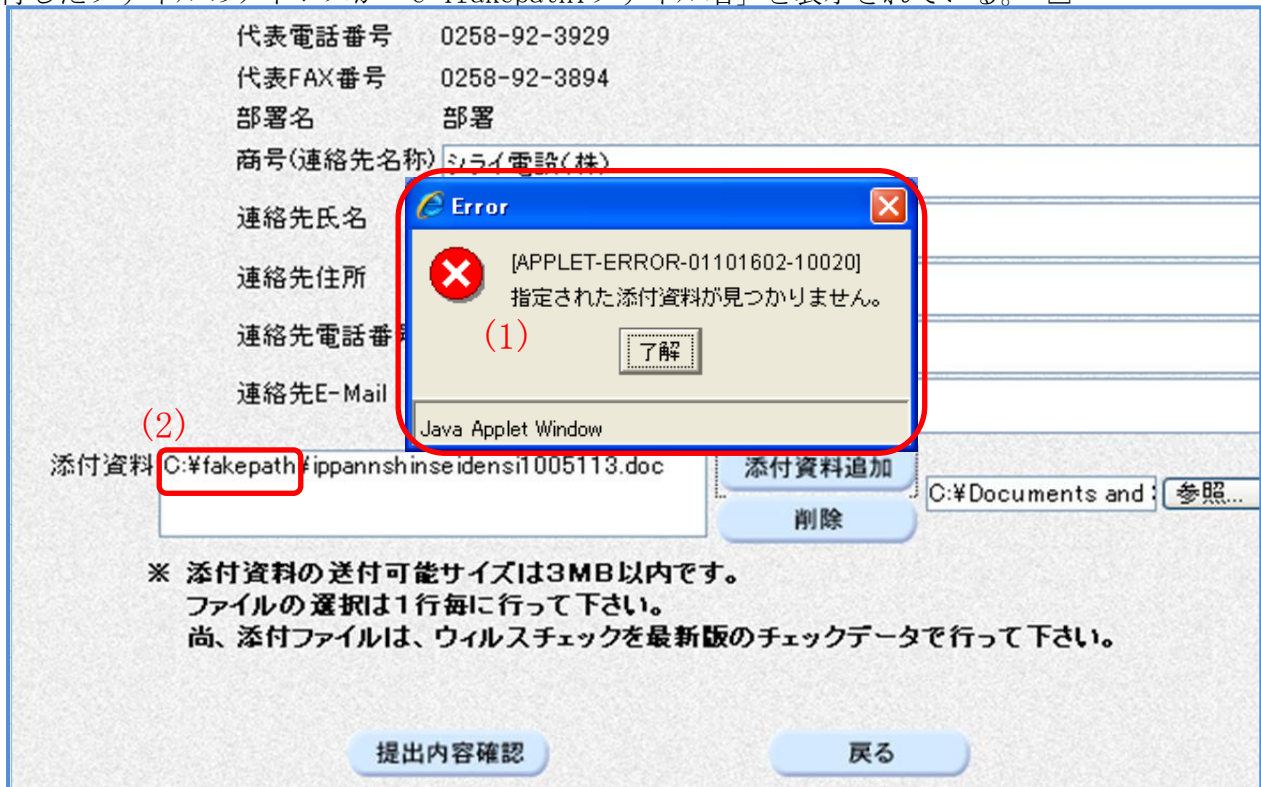 代表電話番号 0258-92-3929
代表FAX番号 0258-92-3894
部署名 部署
商号(連絡先名称) シライ電設(株)
連絡先氏名
連絡先住所
連絡先電話番
連絡先E-Mail
Error
[APPLET-ERROR-01101602-10020]
指定された添付資料が見つかりません。
(1)
了解
Java Applet Window
(2)
添付資料 C:¥fakepath¥ippannshinseidensi1005113.doc 添付資料追加
C:¥Documents and 参照...
削除
※ 添付資料の送付可能サイズは3MB以内です。
ファイルの選択は1行毎に行って下さい。
尚、添付ファイルは、ウィルスチェックを最新版のチェックデータで行って下さい。
提出内容確認 戻る